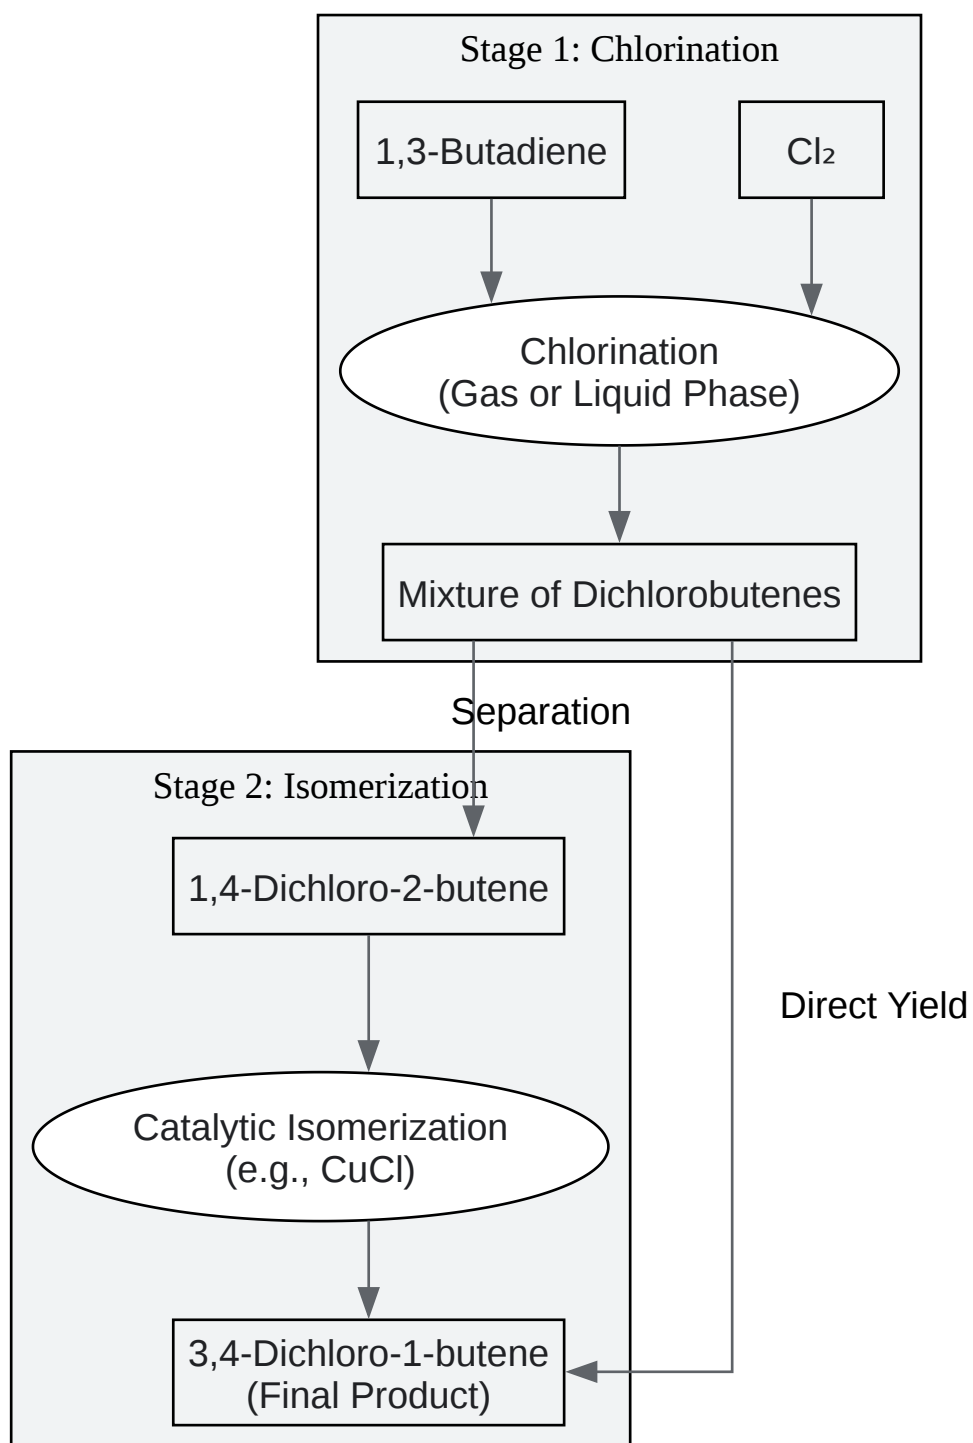 Stage 1: Chlorination
1,3-Butadiene
Cl₂
Chlorination
(Gas or Liquid Phase)
Mixture of Dichlorobutenes
Separation
Stage 2: Isomerization
1,4-Dichloro-2-butene
Direct Yield
Catalytic Isomerization
(e.g., CuCl)
3,4-Dichloro-1-butene
(Final Product)